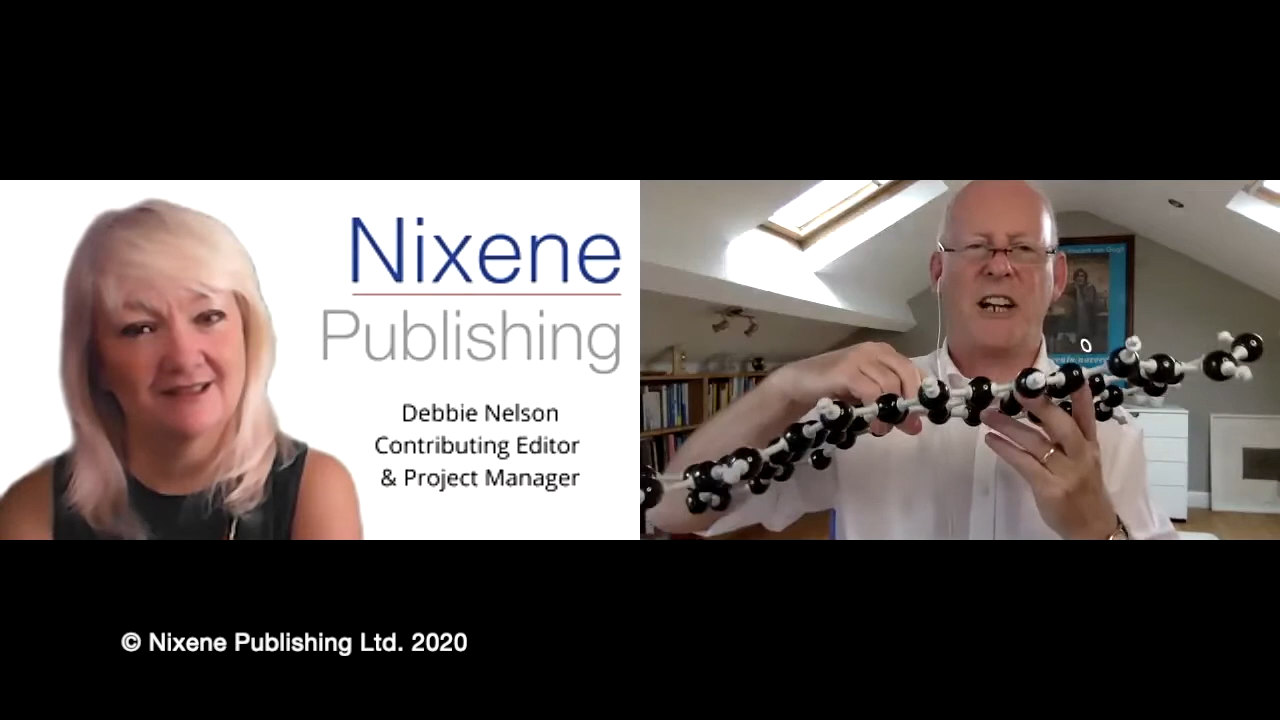 Nixene
Publishing
Debbie Nelson
Contributing Editor
& Project Manager
© Nixene Publishing Ltd. 2020